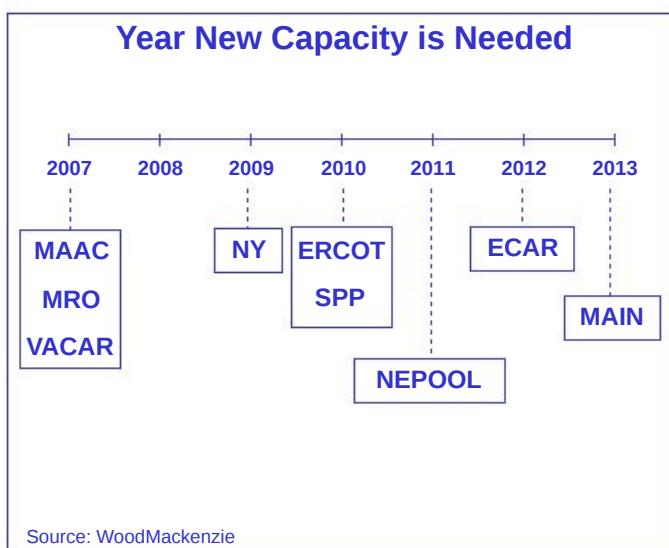 Year New Capacity is Needed
2007 2008 2009 2010 2011 2012 2013
MAAC
MRO
VACAR
NY
ERCOT
SPP
NEPOOL
ECAR
MAIN
Source: WoodMackenzie